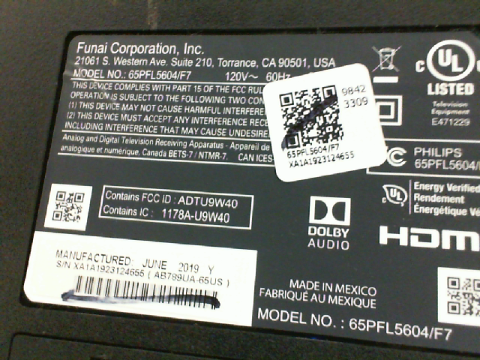 Funai Corporation, Inc.
21061 S. Western Ave. Suite 210, Torrance, CA 90501, USA
MODEL NO.: 65PFL5604/F7 120V~ 60Hz
THIS DEVICE COMPLIES WITH PART 15 OF THE FCC RUL
OPERATION IS SUBJECT TO THE FOLLOWING TWO CON
(1) THIS DEVICE MAY NOT CAUSE HARMFUL INTERFERE
(2) THIS DEVICE MUST ACCEPT ANY INTERFERENCE REC
INCLUDING INTERFERENCE THAT MAY CAUSE UNDESIRE
Analog and Digital Television Receiving Apparatus - Appareil de
analogique et numérique, Canada BETS-7 / NTMR-7. CAN ICES
9842
3309
65PFL5604/F7
XA1A1923124655
C UL
LISTED
Television
Equipment
E471229
PHILIPS
65PFL5604/
Energy Verified
Rendement
Énergétique Vé
Contains FCC ID : ADTU9W40
Contains IC : 1178A-U9W40
DOLBY
AUDIO
HDMI
MANUFACTURED JUNE 2019 Y
S/N XA1A1923124655 ( AB789UA-65US )
MADE IN MEXICO
FABRIQUÉ AU MEXIQUE
MODEL NO. : 65PFL5604/F7